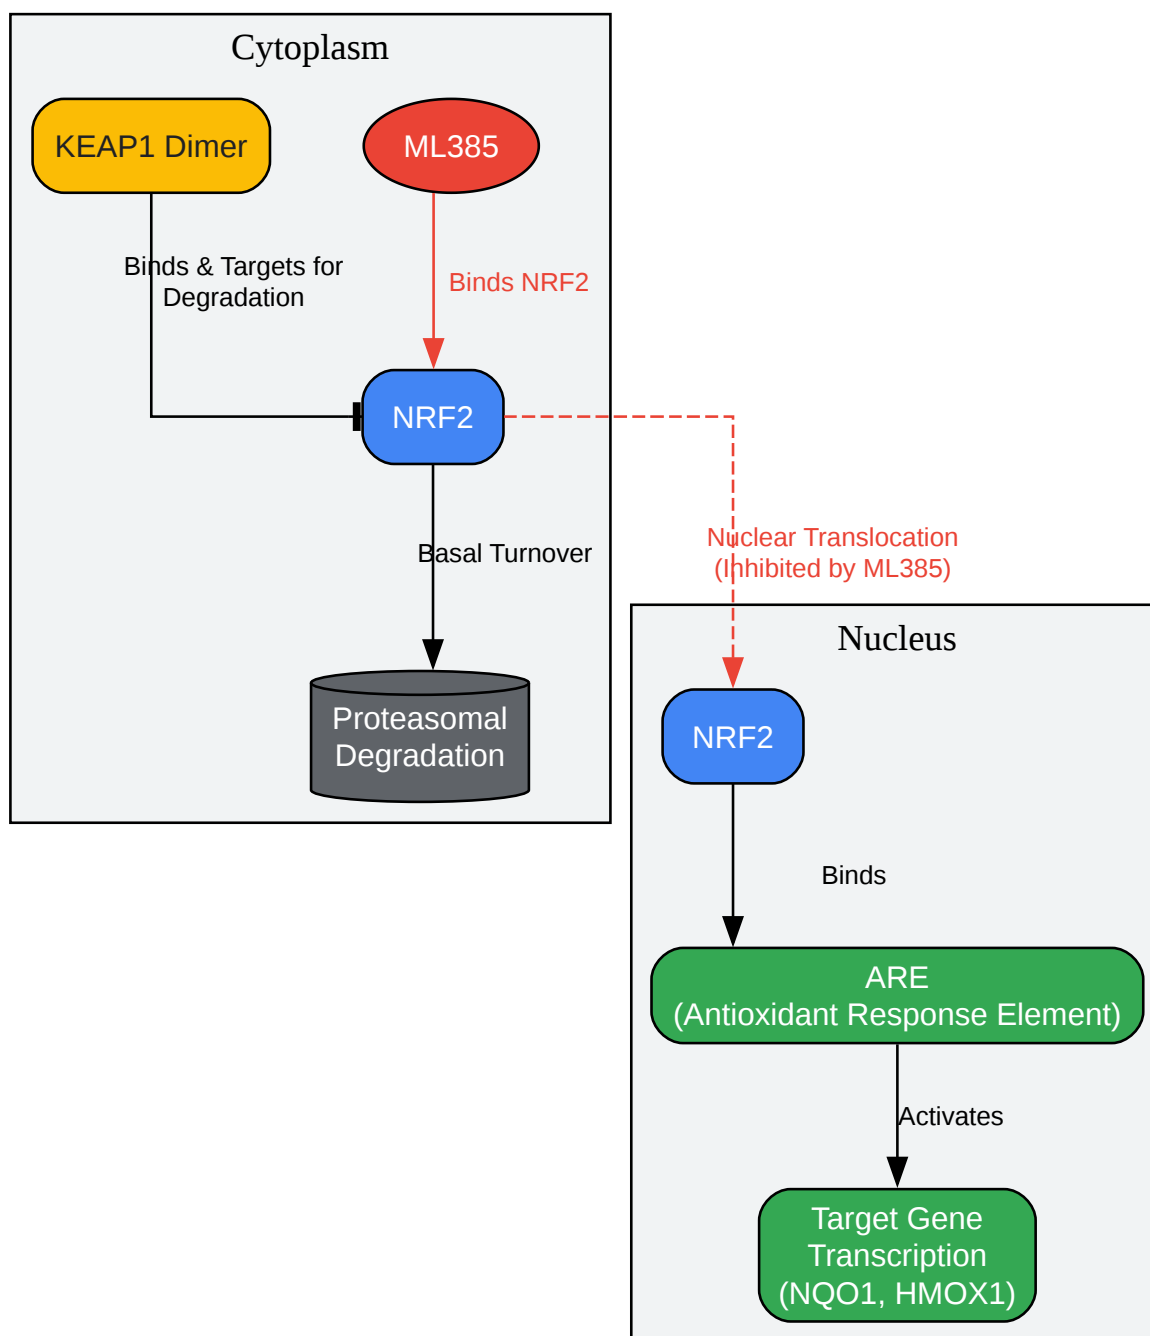 Cytoplasm
KEAP1 Dimer
ML385
Binds & Targets for
Degradation
Binds NRF2
NRF2
Basal Turnover
Proteasomal
Degradation
Nuclear Translocation
(Inhibited by ML385)
Nucleus
NRF2
Binds
ARE
(Antioxidant Response Element)
Activates
Target Gene
Transcription
(NQO1, HMOX1)